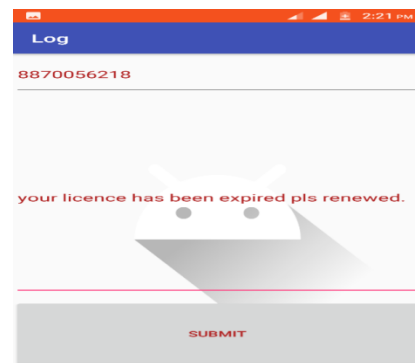 2:21 PM
Log
8870056218
your licence has been expired pls renewed.
SUBMIT